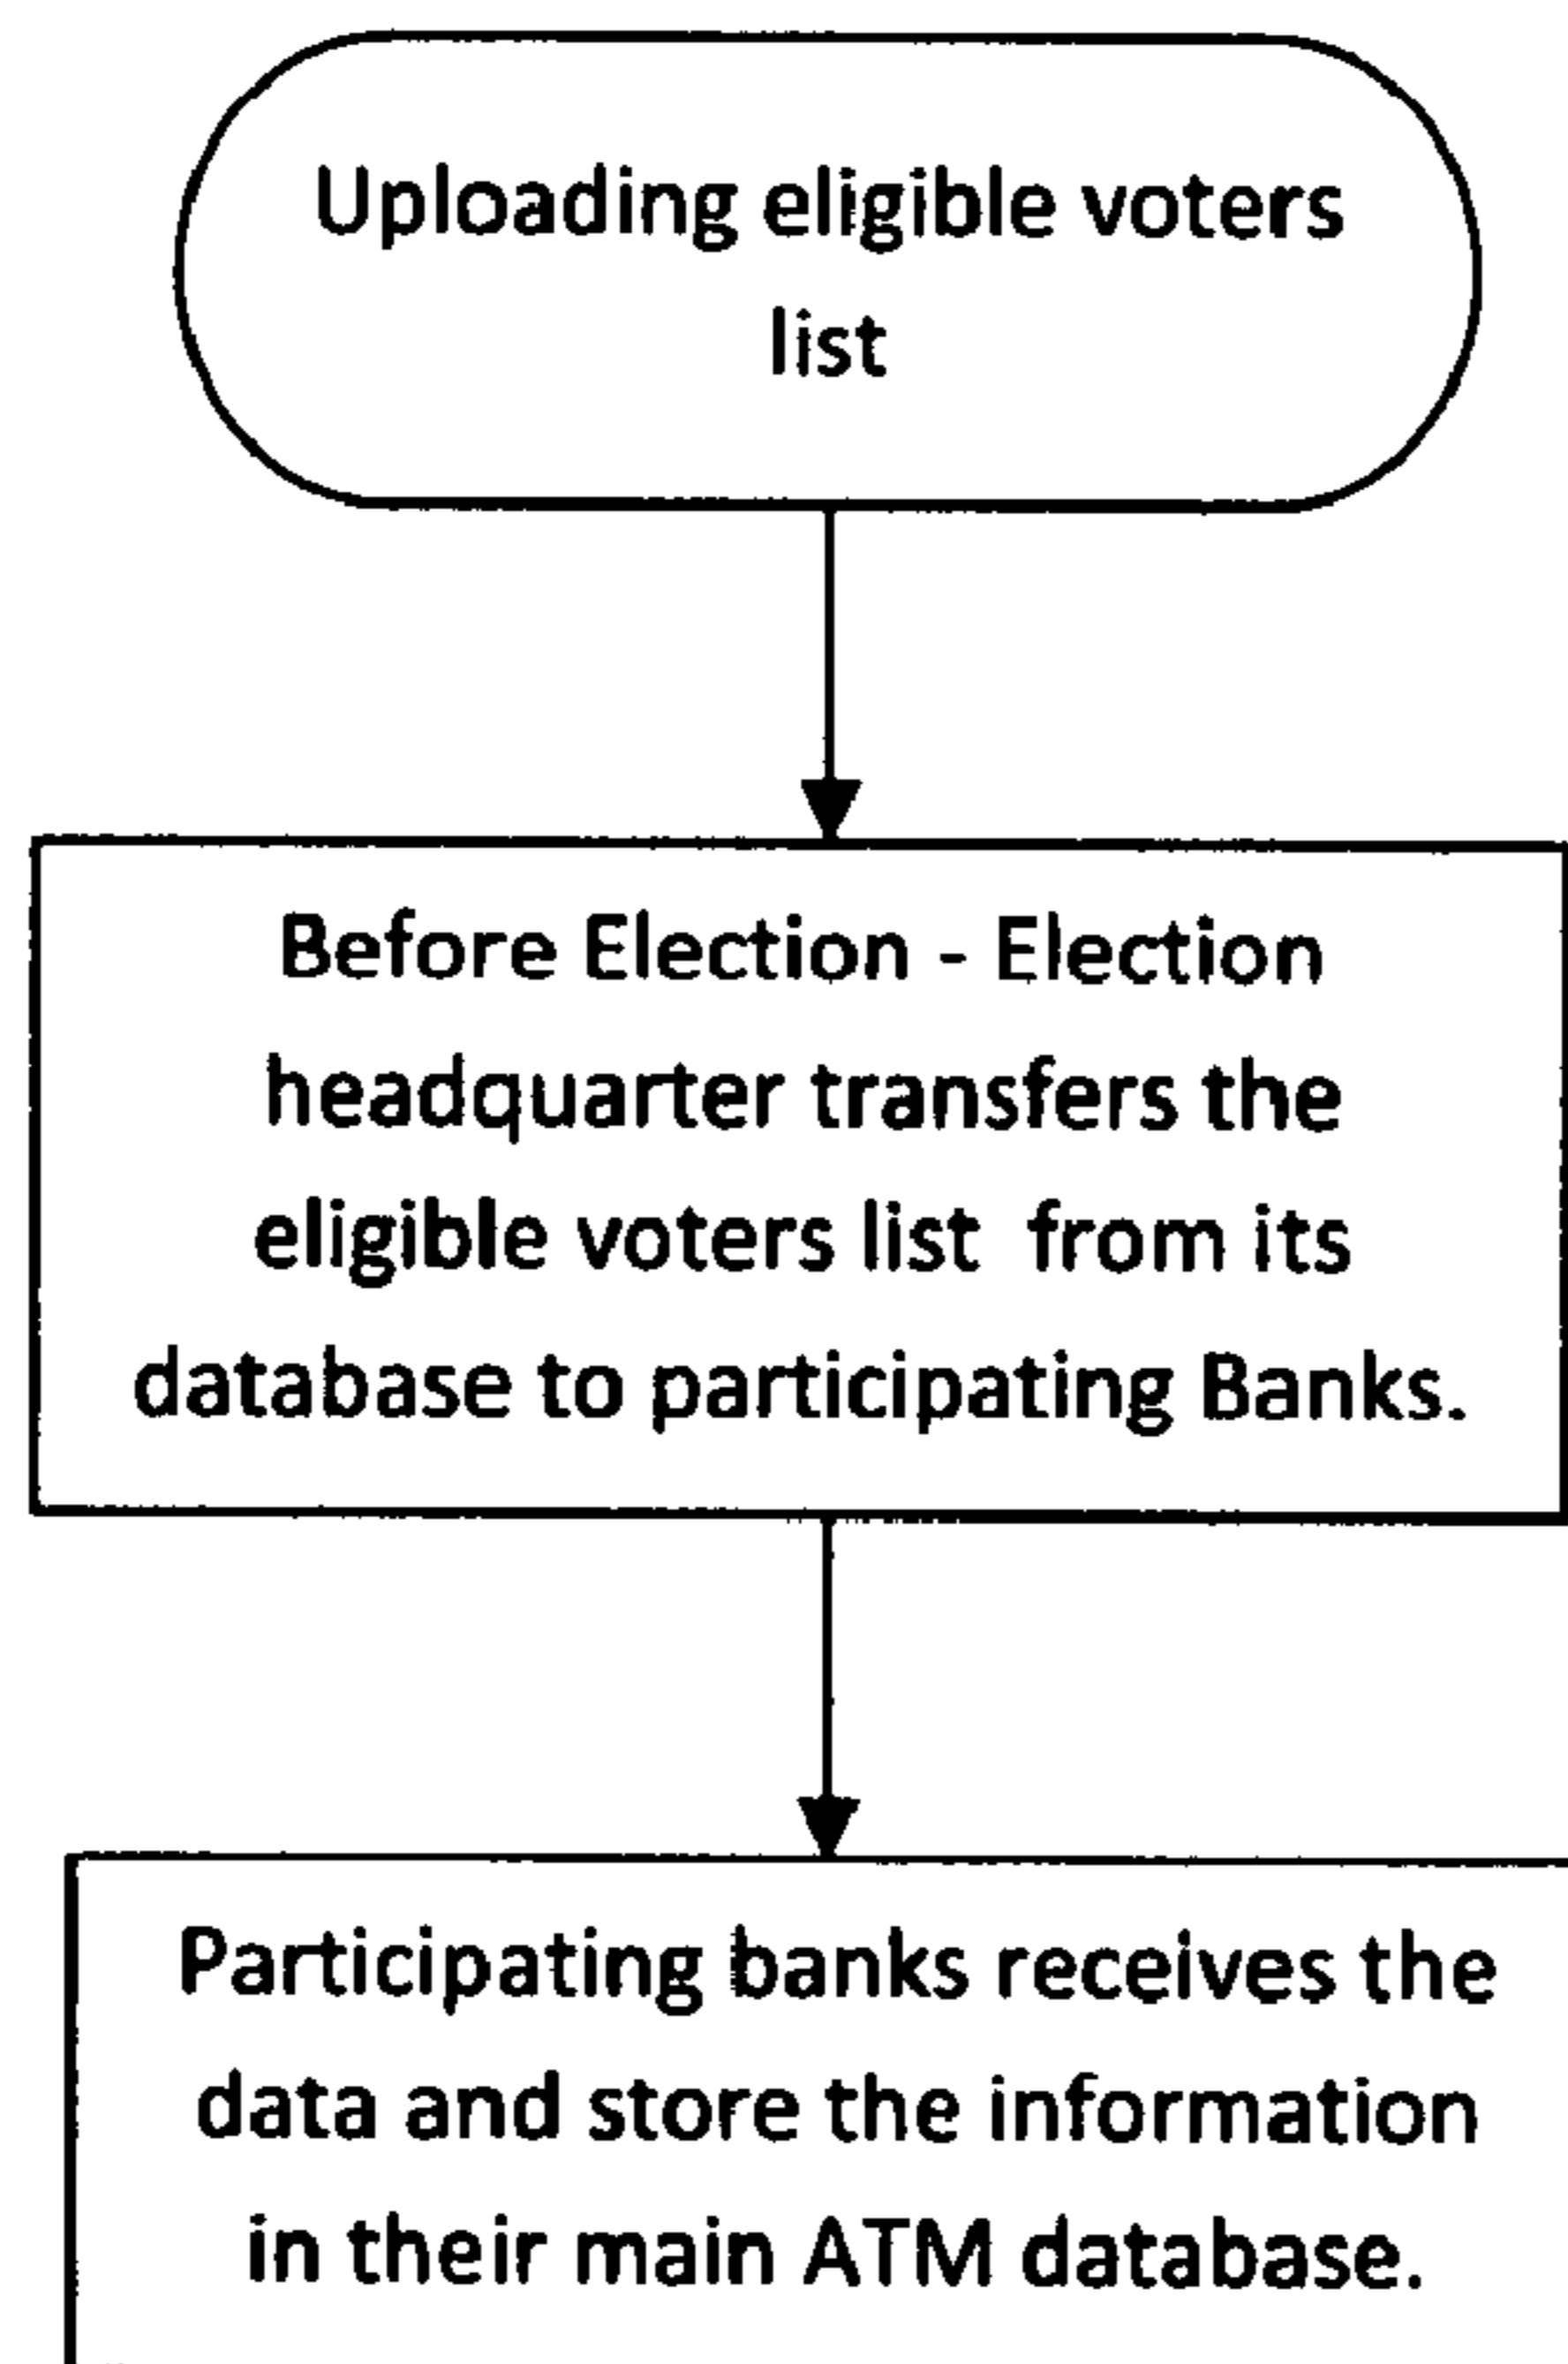 Uploading eligible voters
list
Before Election - Election
headquarter transfers the
eligible voters list  from its
database to participating Banks.
Participating banks receives the
data and store the information
in their main ATM database.